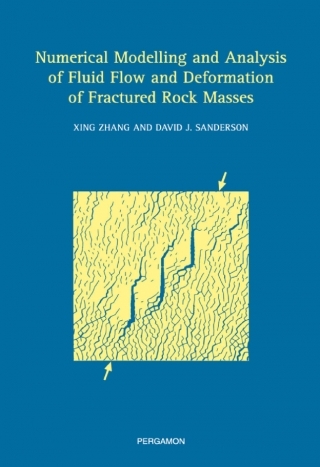 Numerical Modelling and Analysis
of Fluid Flow and Deformation
of Fractured Rock Masses
XING ZHANG AND DAVID J. SANDERSON
PERGAMON